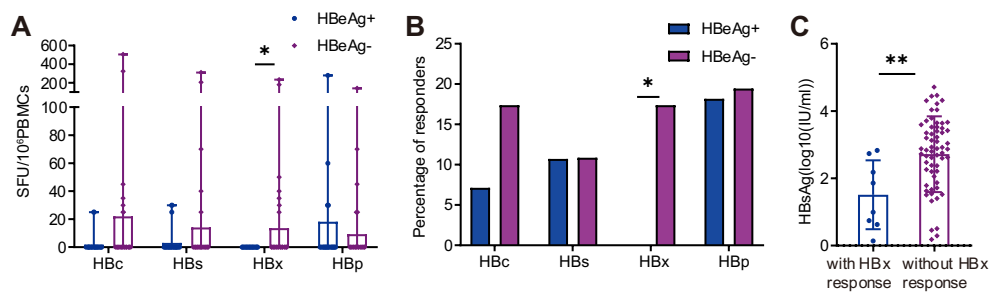 A
HBeAg+
HBeAg-
SFU/10⁶PBMCs
600
400
200
100
80
60
40
20
0
*
HBc
HBs
HBx
HBp
B
HBeAg+
HBeAg-
Percentage of responders
25
20
15
10
5
0
*
HBc
HBs
HBx
HBp
C
HBsAg(log10(IU/ml))
6
4
2
0
**
with HBx
response
without HBx
response